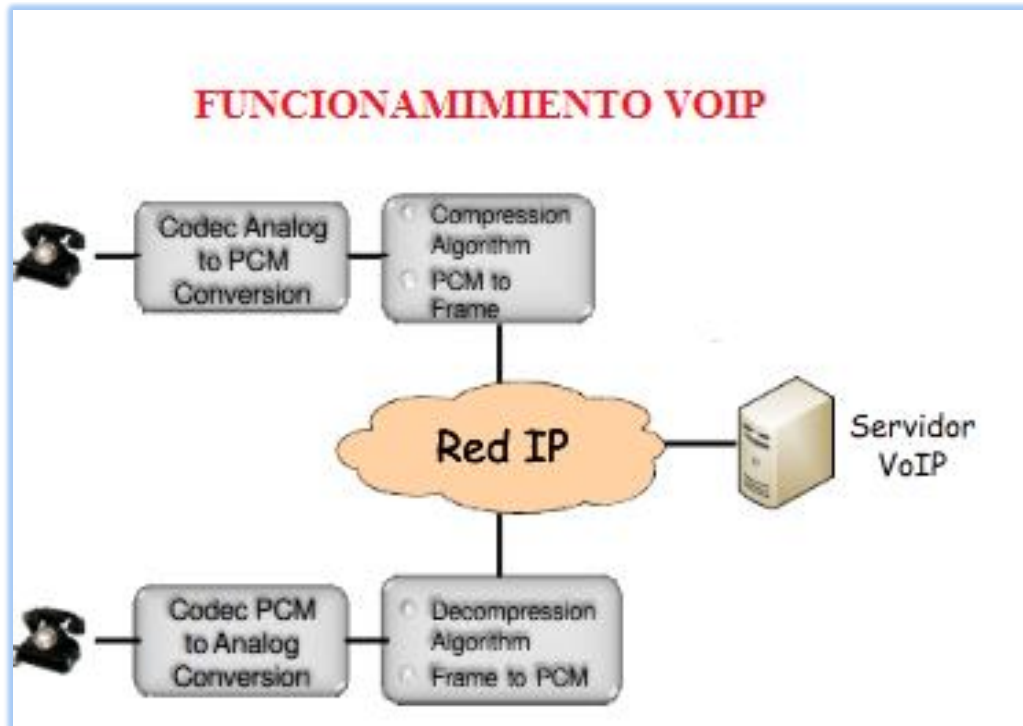 FUNCIONAMIMIENTO VOIP
Codec Analog
to PCM
Conversion
Compression
Algorithm
PCM to
Frame
Red IP
Servidor
VoIP
Codec PCM
to Analog
Conversion
Decompression
Algorithm
Frame to PCM